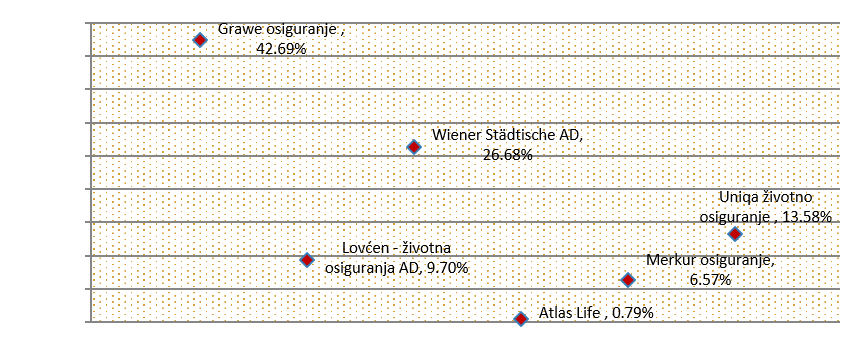 Grawe osiguranje ,
42.69%
Wiener Städtische AD,
26.68%
Uniqa životno
osiguranje , 13.58%
Lovćen - životna
osiguranja AD, 9.70%
Merkur osiguranje,
6.57%
Atlas Life , 0.79%